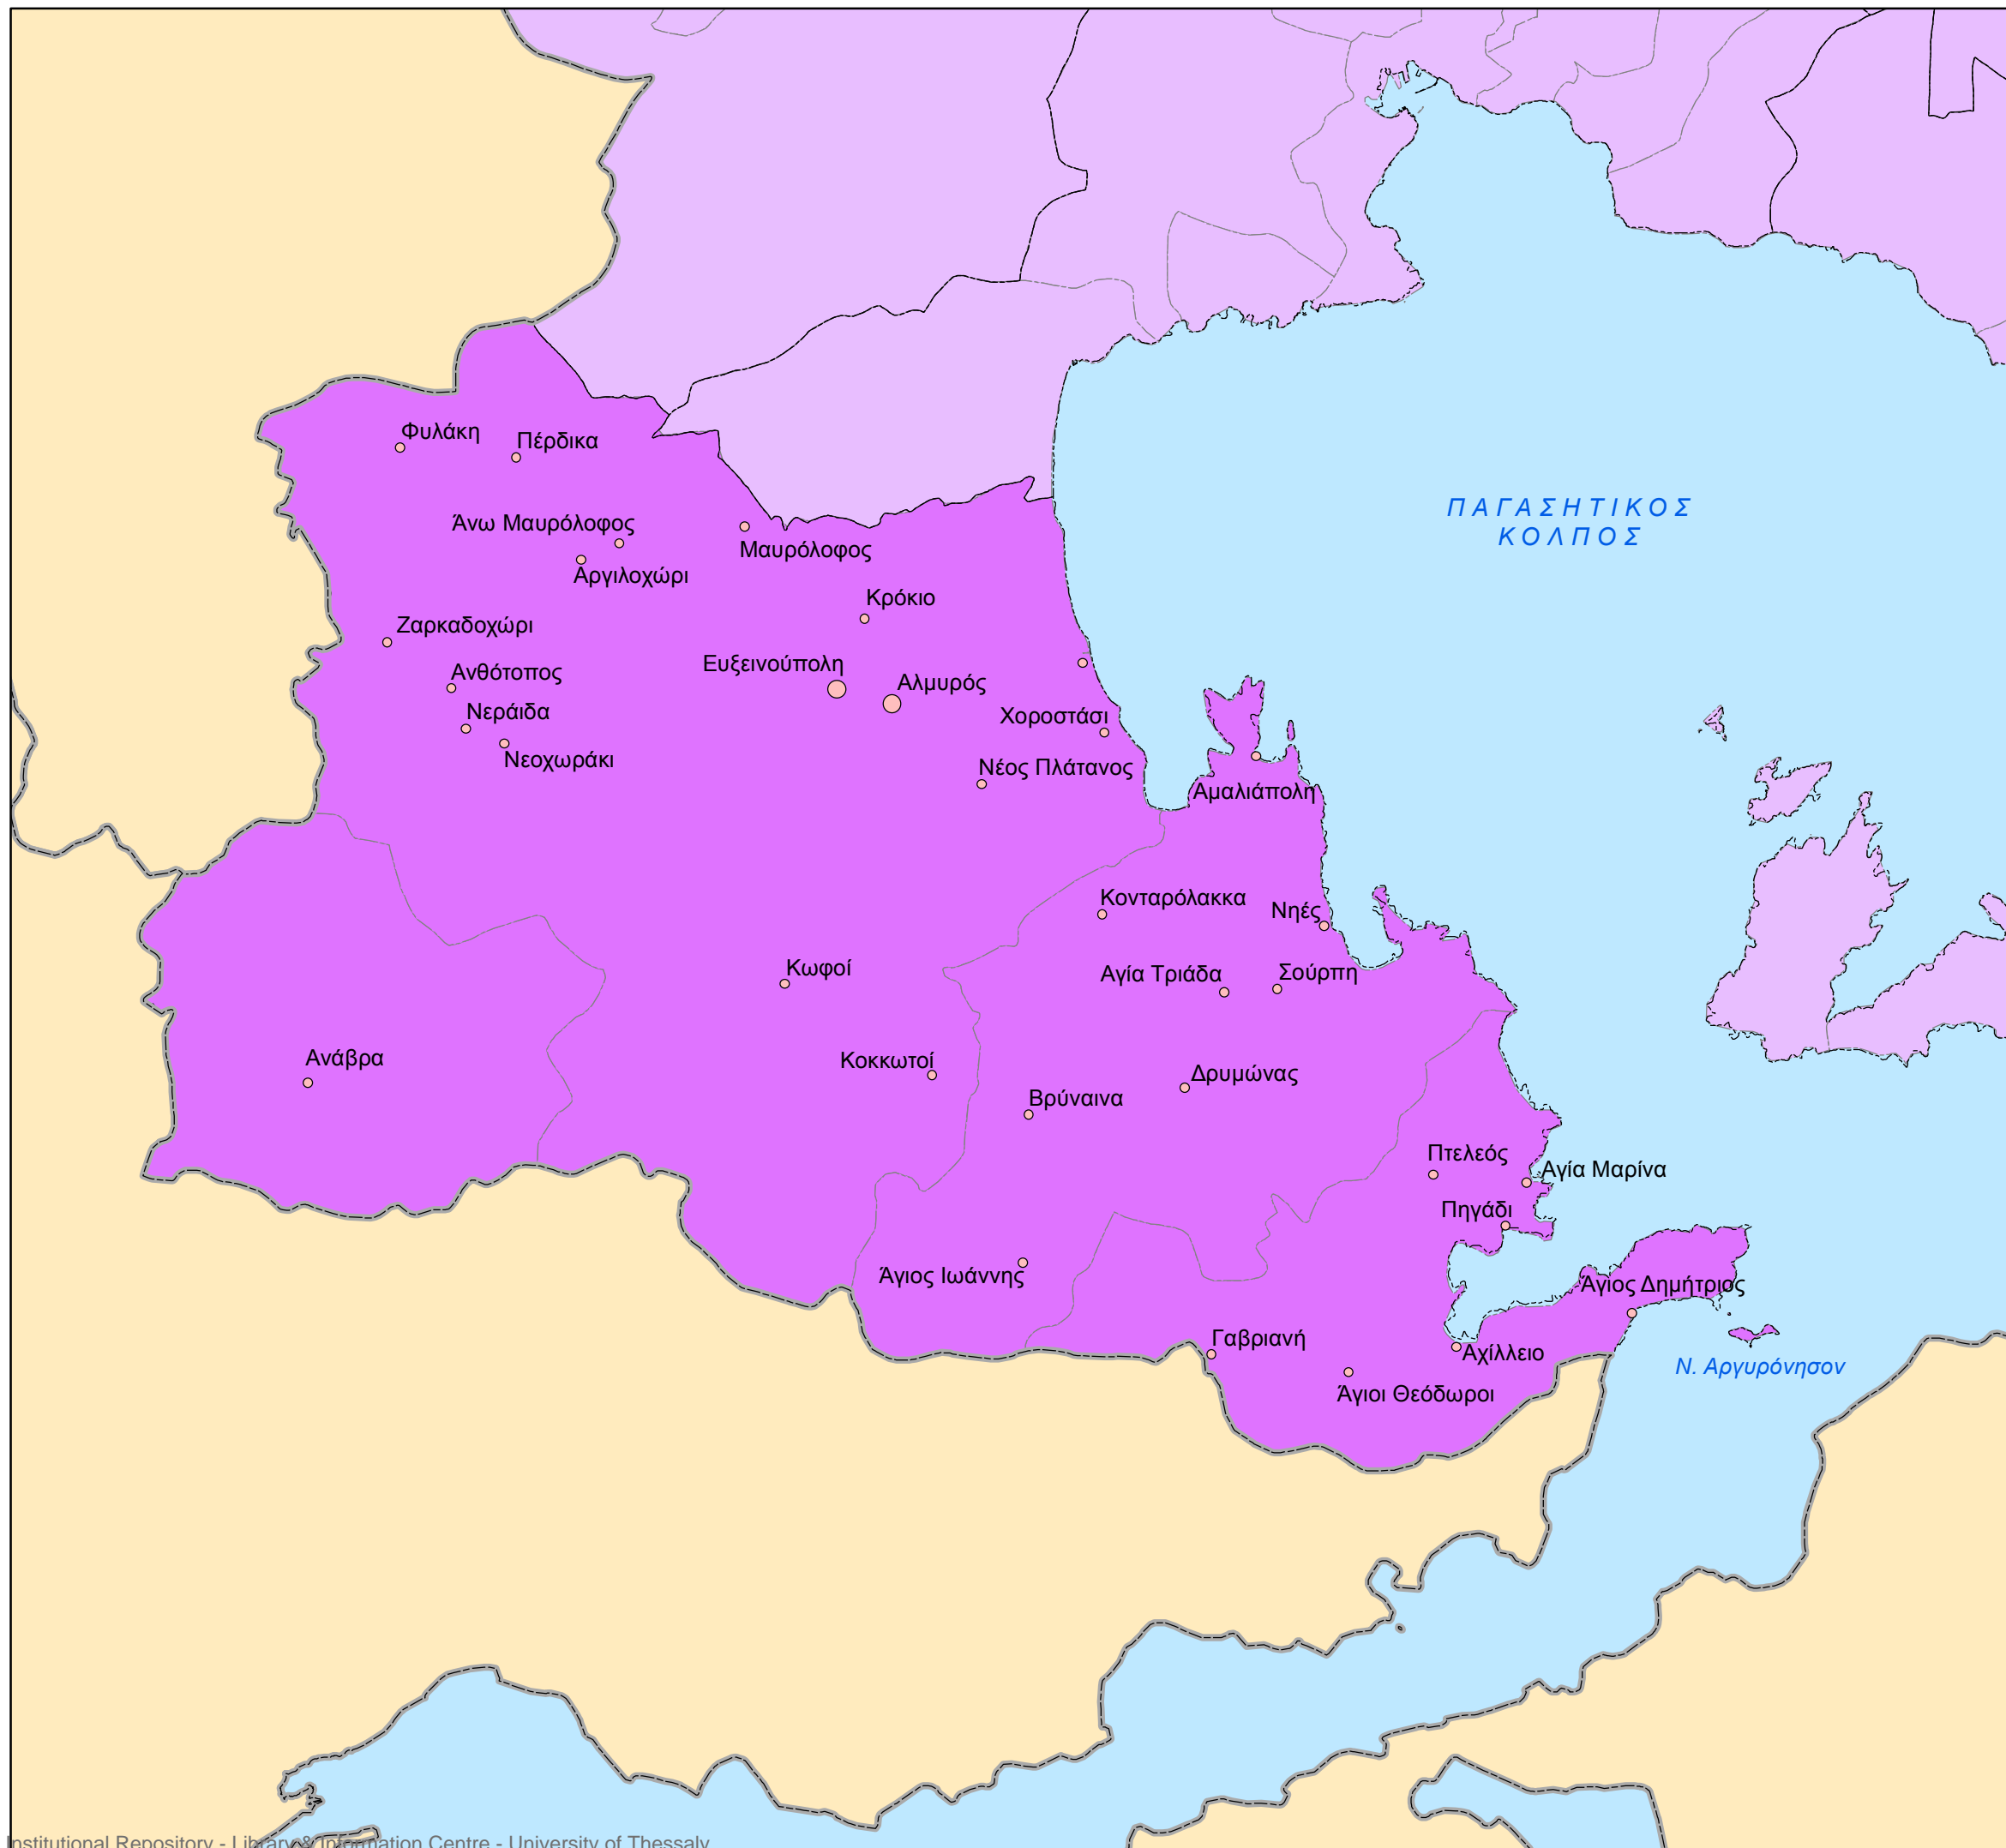 Φυλάκη
Πέρδικα
ΠΑΓΑΣΗΤΙΚΟΣ
ΚΟΛΠΟΣ
Άνω Μαυρόλοφος
Μαυρόλοφος
Αργιλοχώρι
Κρόκιο
Ζαρκαδοχώρι
Ευξεινούπολη
Ανθότοπος
Αλμυρός
Νεράιδα
Χοροστάσι
Νεοχωράκι
Νέος Πλάτανος
Αμαλιάπολη
Κονταρόλακκα
Νηές
Κωφοί
Αγία Τριάδα
Σούρπη
Ανάβρα
Κοκκωτοί
Δρυμώνας
Βρύναινα
Πτελεός
Αγία Μαρίνα
Πηγάδι
Άγιος Ιωάννης
Άγιος Δημήτριος
Γαβριανή
Αχίλλειο
Ν. Αργυρόνησον
Άγιοι Θεόδωροι
Institutional Repository - Library & Information Centre - University of Thessaly